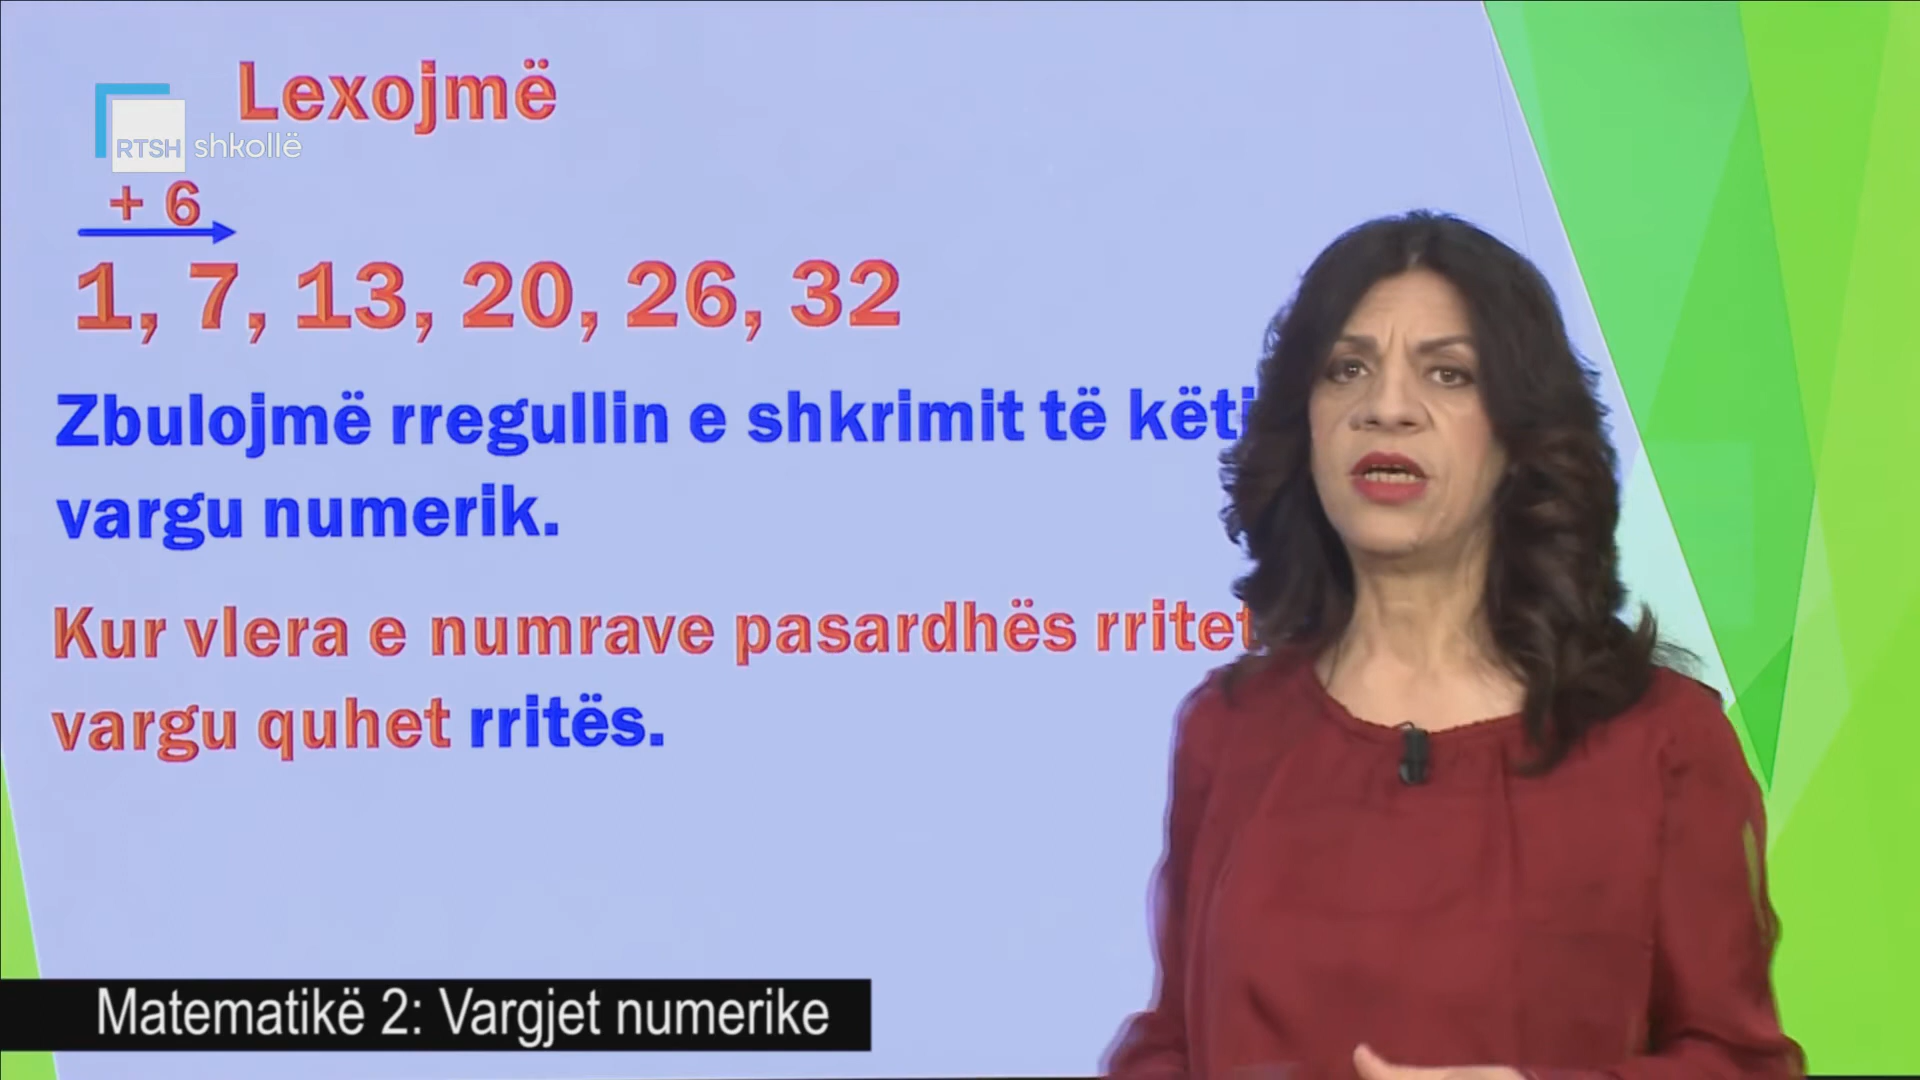 Lexojmë
RTSH shkollë
+ 6
1, 7, 13, 20, 26, 32
Zbulojmë rregullin e shkrimit të
vargu numerik.
Kur vlera e numrave pasardhës rritet
vargu quhet rritës.
Matematikë 2: Vargjet numerike